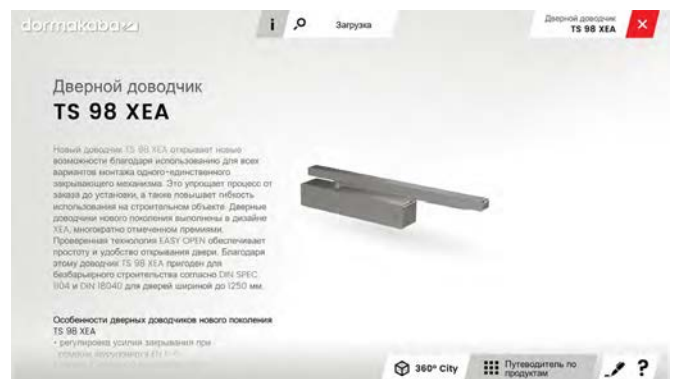 dormakaba
i
Загрузка
Дверной доводчик
TS 98 XEA
Дверной доводчик
TS 98 XEA
Новый доводчик TS 98 XEA открывает новые
возможности благодаря использованию для всех
вариантов монтажа одного-единственного
закрывающего механизма. Это упрощает процесс от
заказа до установки, а также повышает гибкость
использования на строительном объекте. Дверные
доводчики нового поколения выполнены в дизайне
XEA, многократно отмеченном премиями.
Проверенная технология EASY OPEN обеспечивает
простоту и удобство открывания двери. Благодаря
этому доводчик TS 98 XEA пригоден для
безбарьерного строительства согласно DIN SPEC
1104 и DIN 18040 для дверей шириной до 1250 мм.
Особенности дверных доводчиков нового поколения
TS 98 XEA
• регулировка усилия закрывания при
360° City
Путеводитель по
продуктам
?